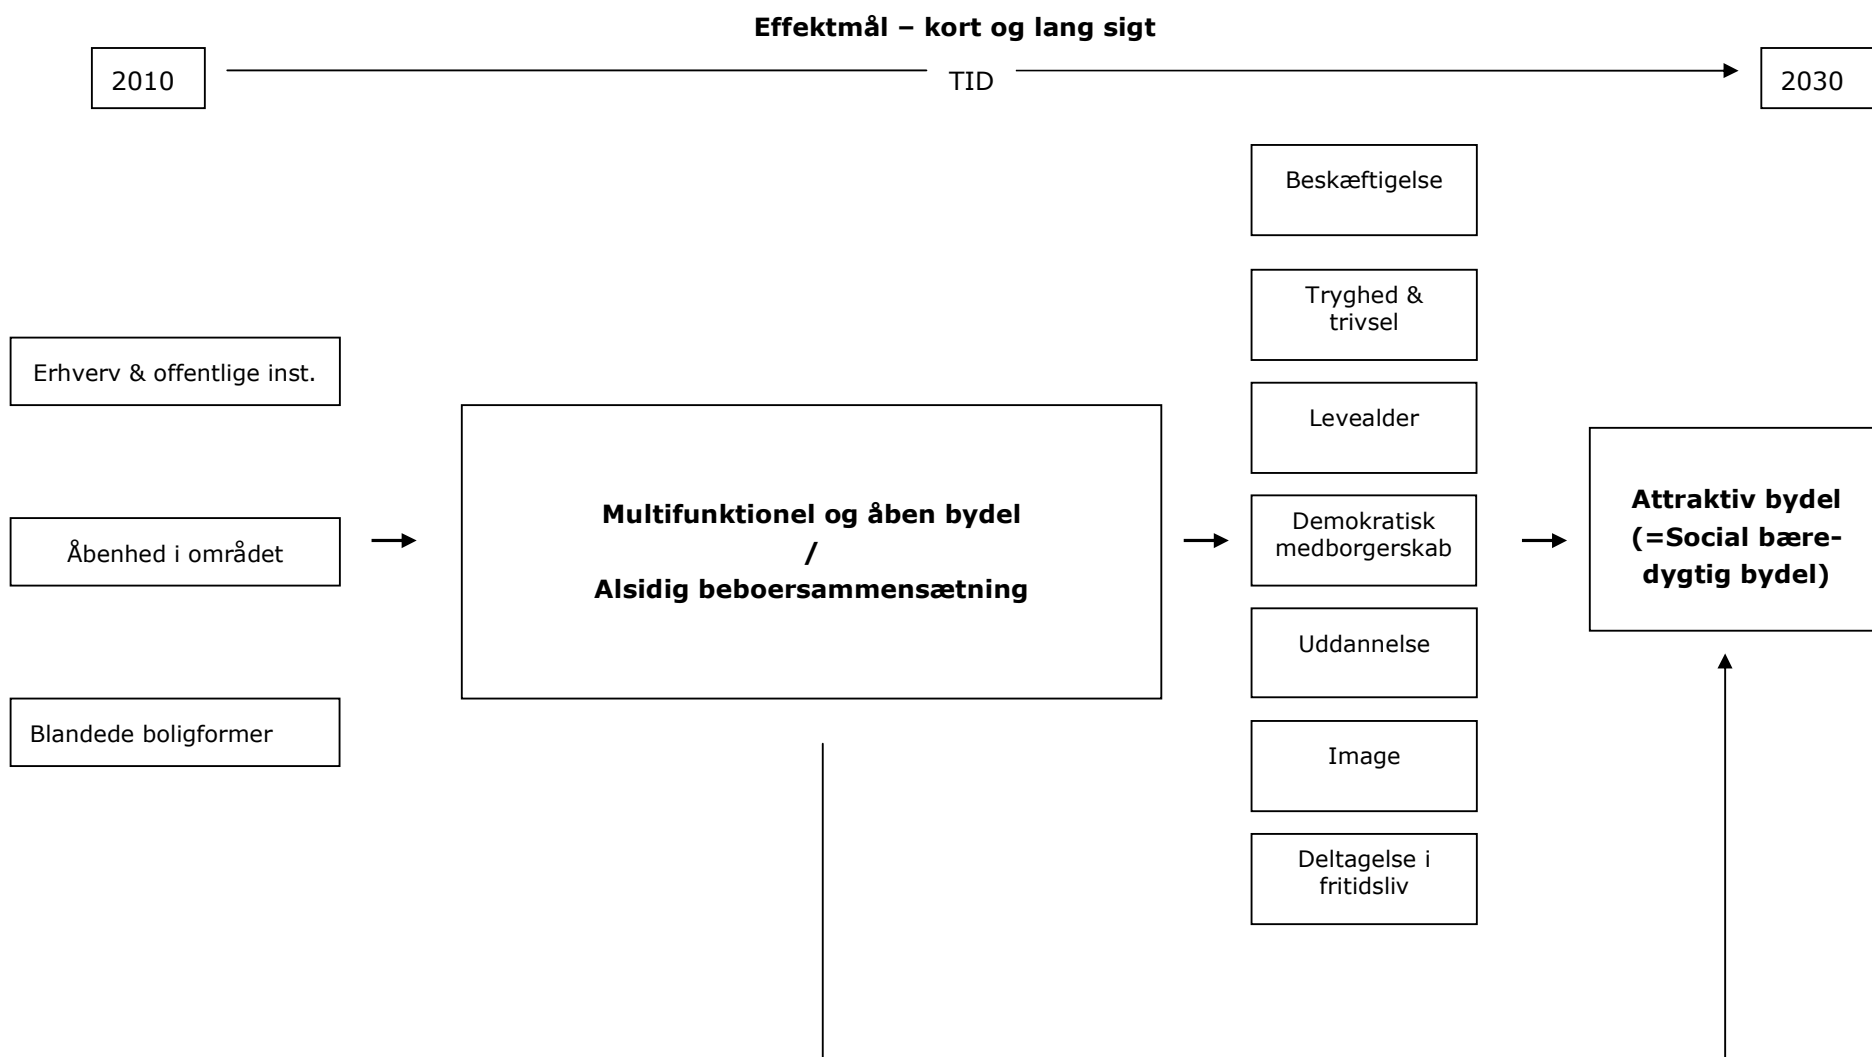 Effektmål – kort og lang sigt
2010
TID
2030
Erhverv & offentlige inst.
Åbenhed i området
Blandede boligformer
Multifunktionel og åben bydel
/
Alsidig beboersammensætning
Beskæftigelse
Tryghed &
trivsel
Levealder
Demokratisk
medborgerskab
Uddannelse
Image
Deltagelse i
fritidsliv
Attraktiv bydel
(=Social bære-
dygtig bydel)